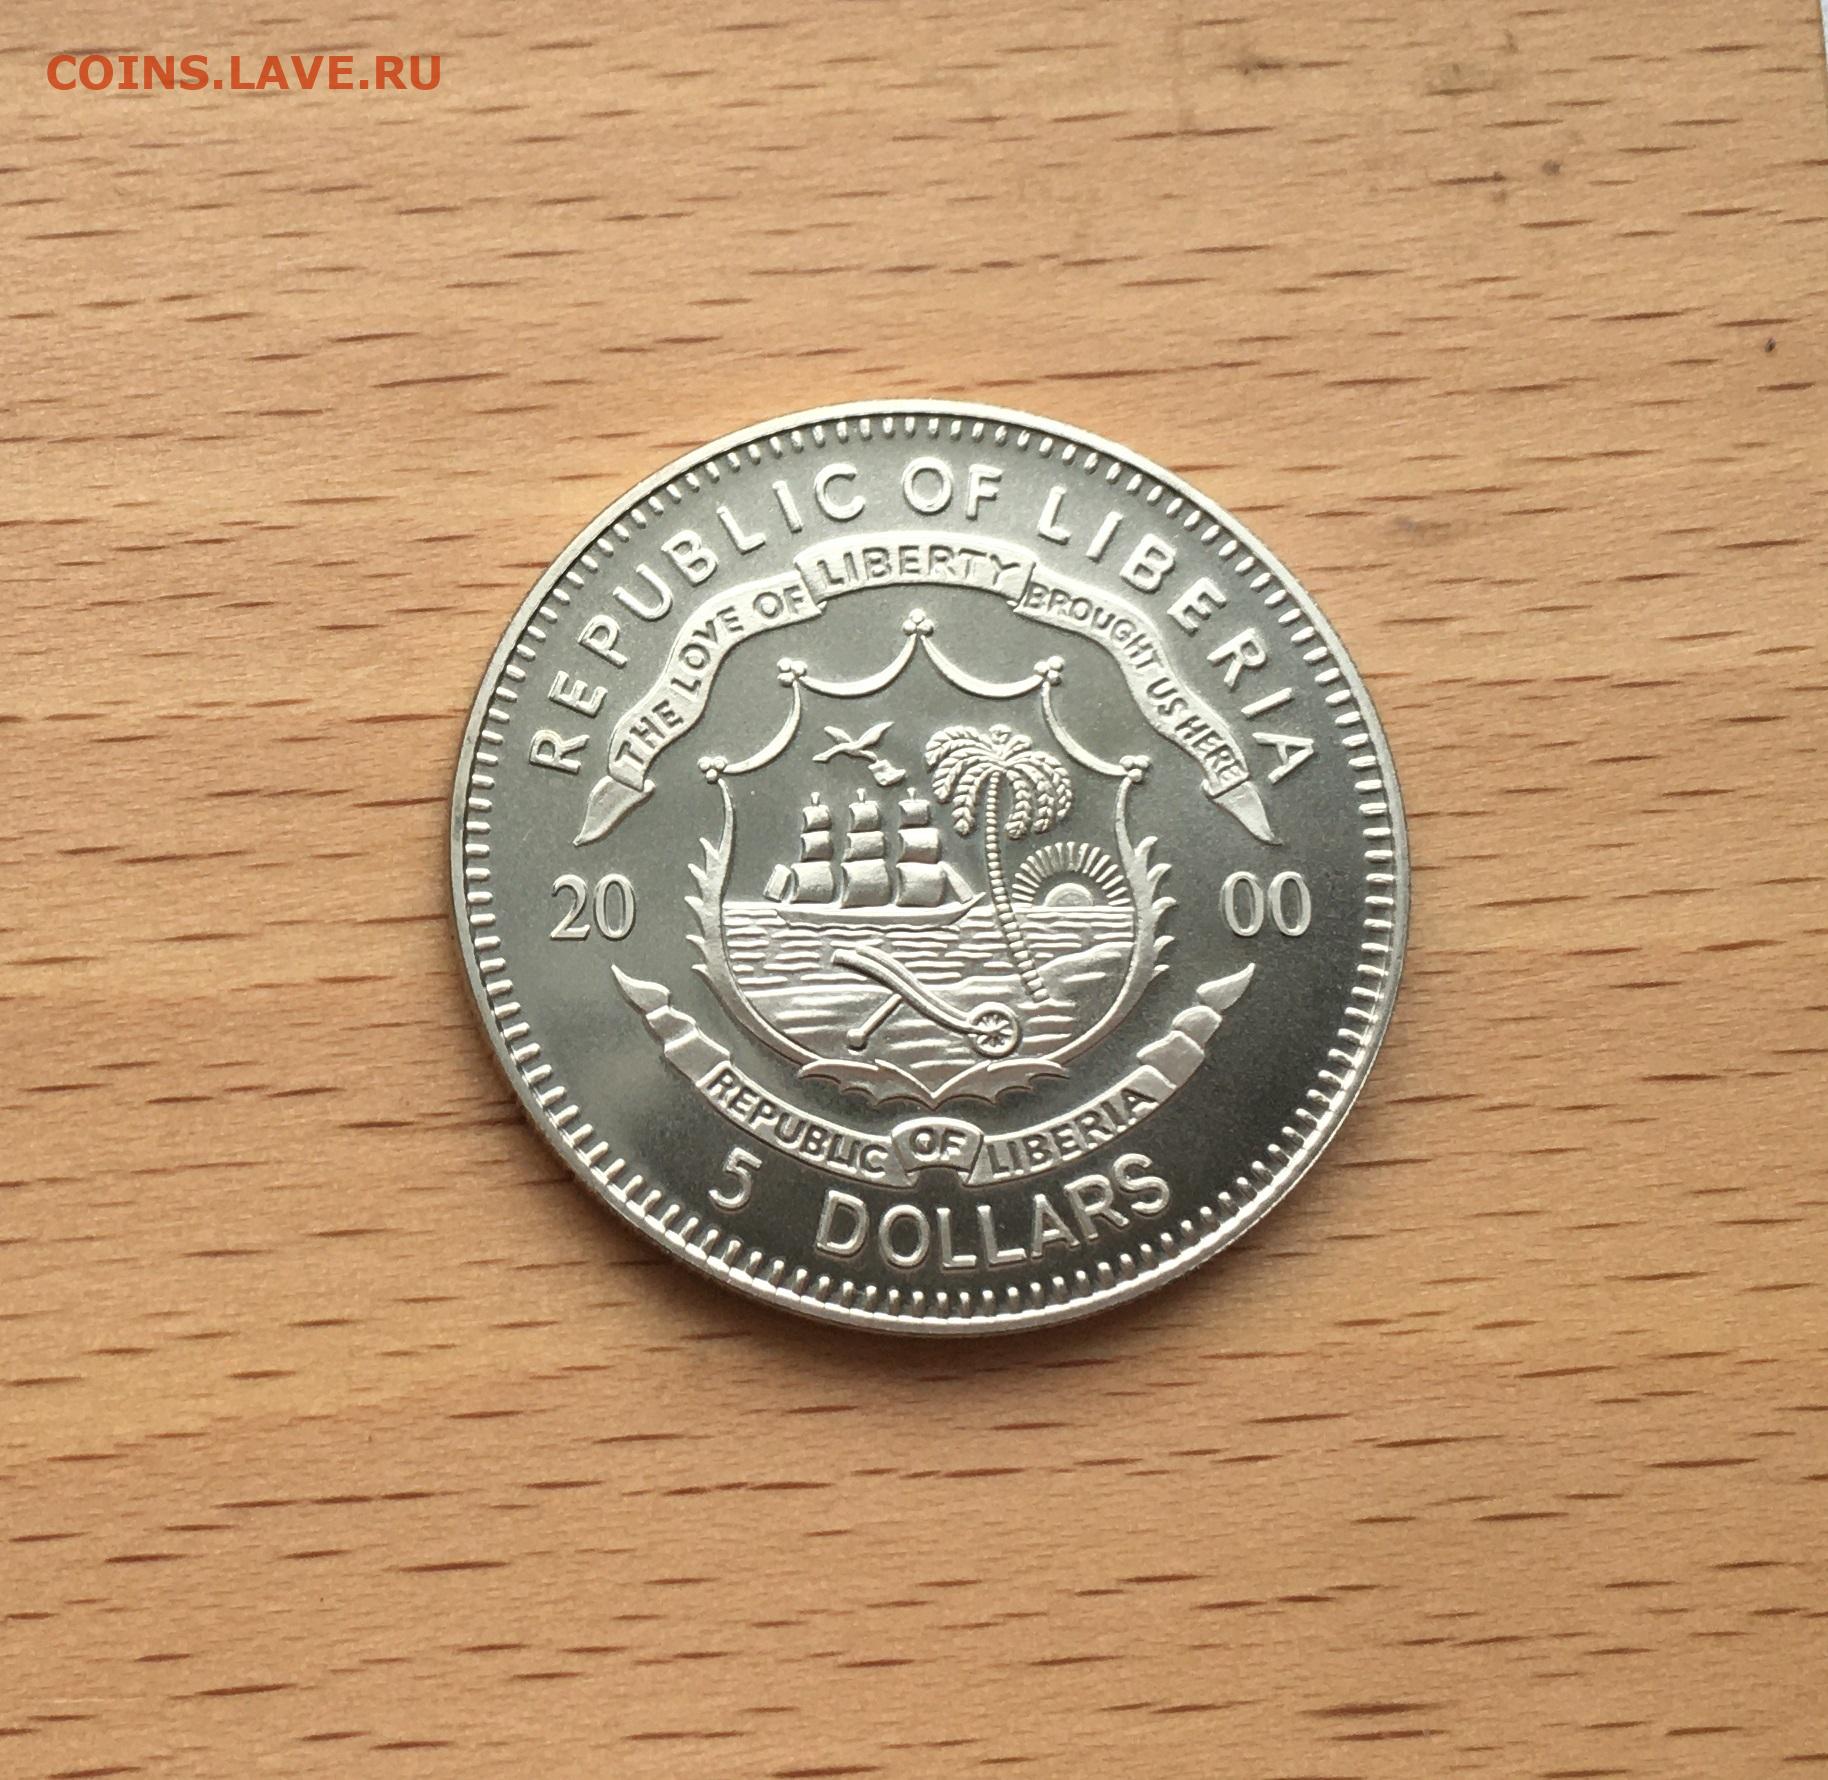 COINS.LAVE.RU
REPUBLIC OF LIBERIA
THE LOVE OF LIBERTY BROUGHT US HERE
20 00
REPUBLIC OF LIBERIA
5 DOLLARS